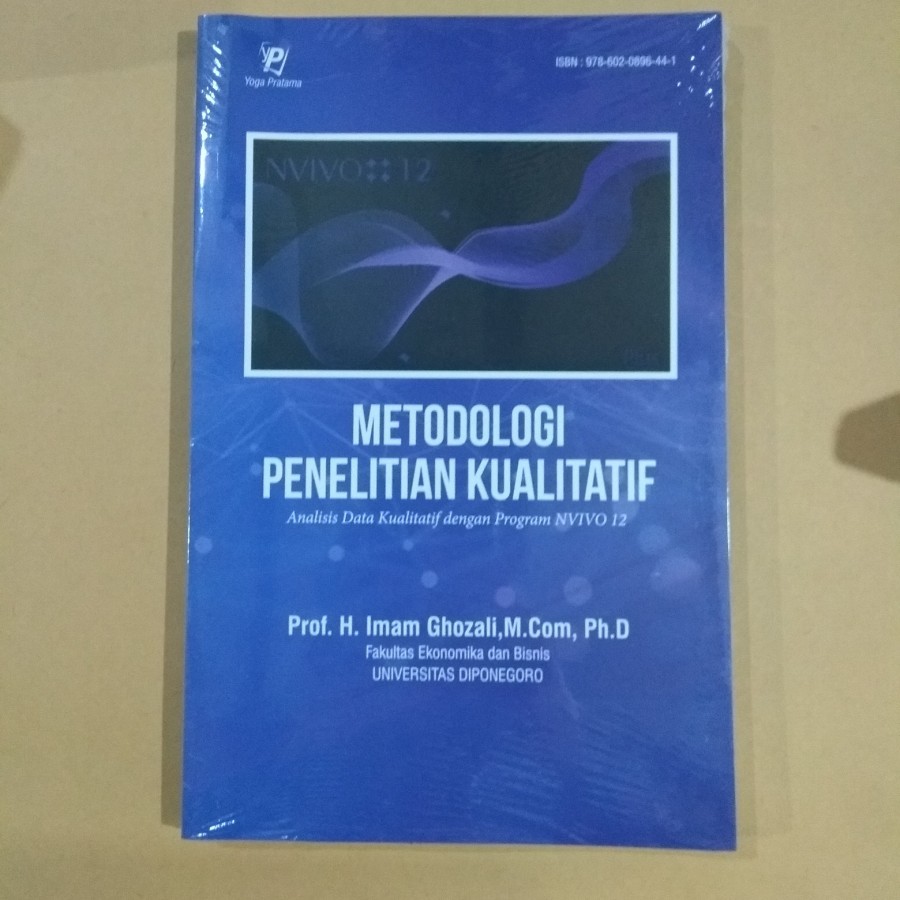 YP
Yoga Pratama
ISBN : 978-602-0896-44-1
NVIVO 12
METODOLOGI
PENELITIAN KUALITATIF
Analisis Data Kualitatif dengan Program NVIVO 12
Prof. H. Imam Ghozali,M.Com, Ph.D
Fakultas Ekonomika dan Bisnis
UNIVERSITAS DIPONEGORO